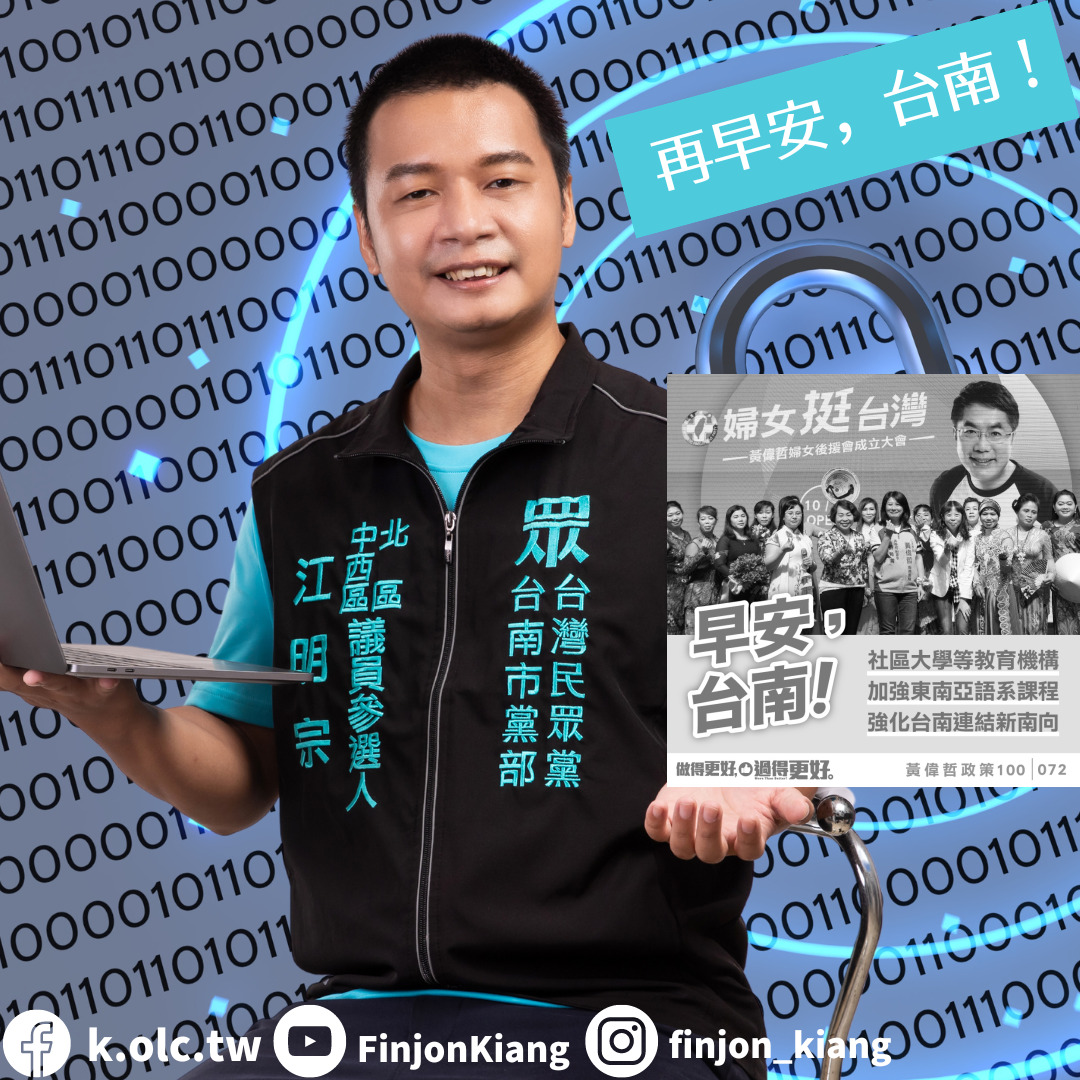 再早安，台南！
婦女挺台灣
黃偉哲婦女後援會成立大會
早安，
台南！
社區大學等教育機構
加強東南亞語系課程
強化台南連結新南向
做得更好，過得更好。
黃偉哲政策100｜072
北區
中西區
議員參選人
江明宗
眾
台灣民眾黨
台南市黨部
k.olc.tw
FinjonKiang
finjon_kiang